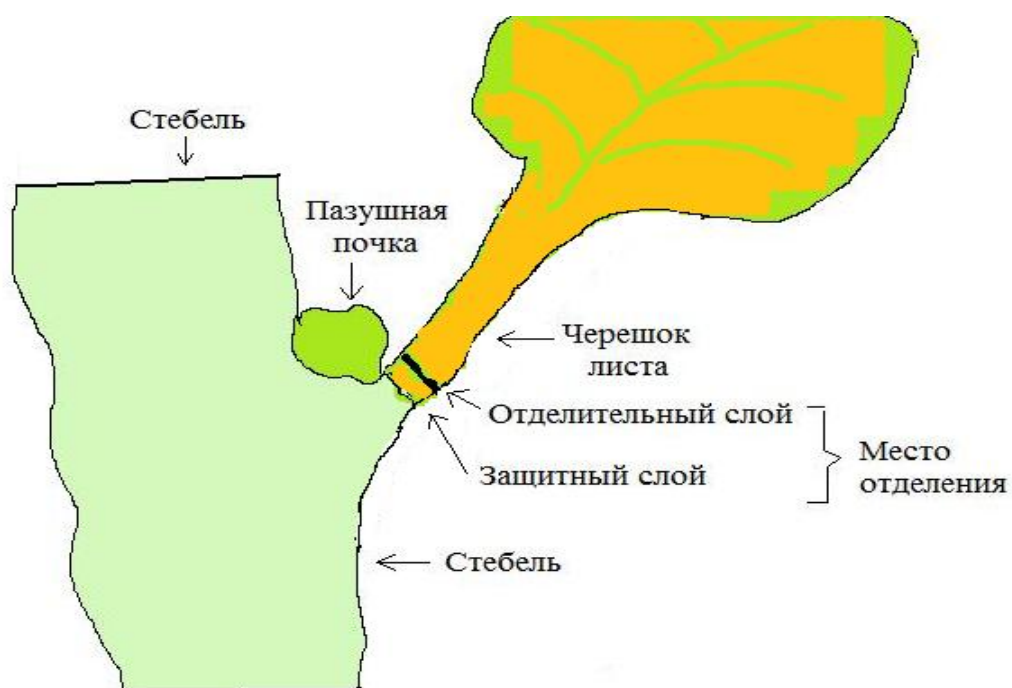 Стебель
Пазушная
почка
Черешок
листа
Отделительный слой
Защитный слой
Место
отделения
Стебель